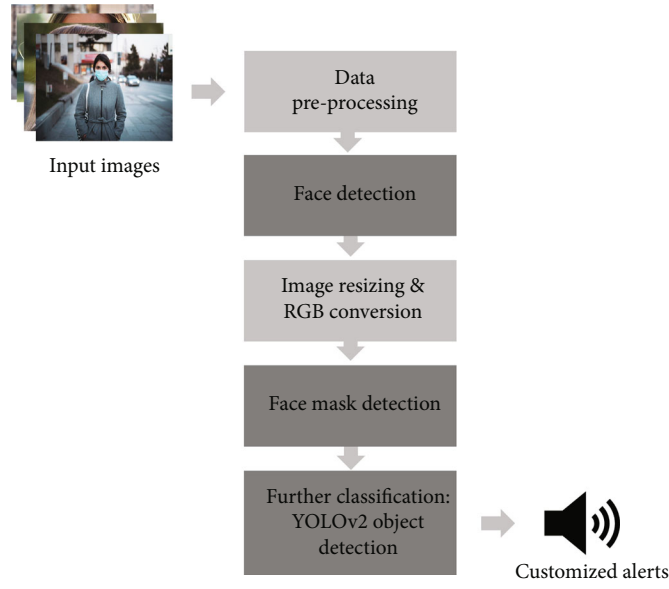 Input images
Data
pre-processing
Face detection
Image resizing &
RGB conversion
Face mask detection
Further classification:
YOLOv2 object
detection
Customized alerts